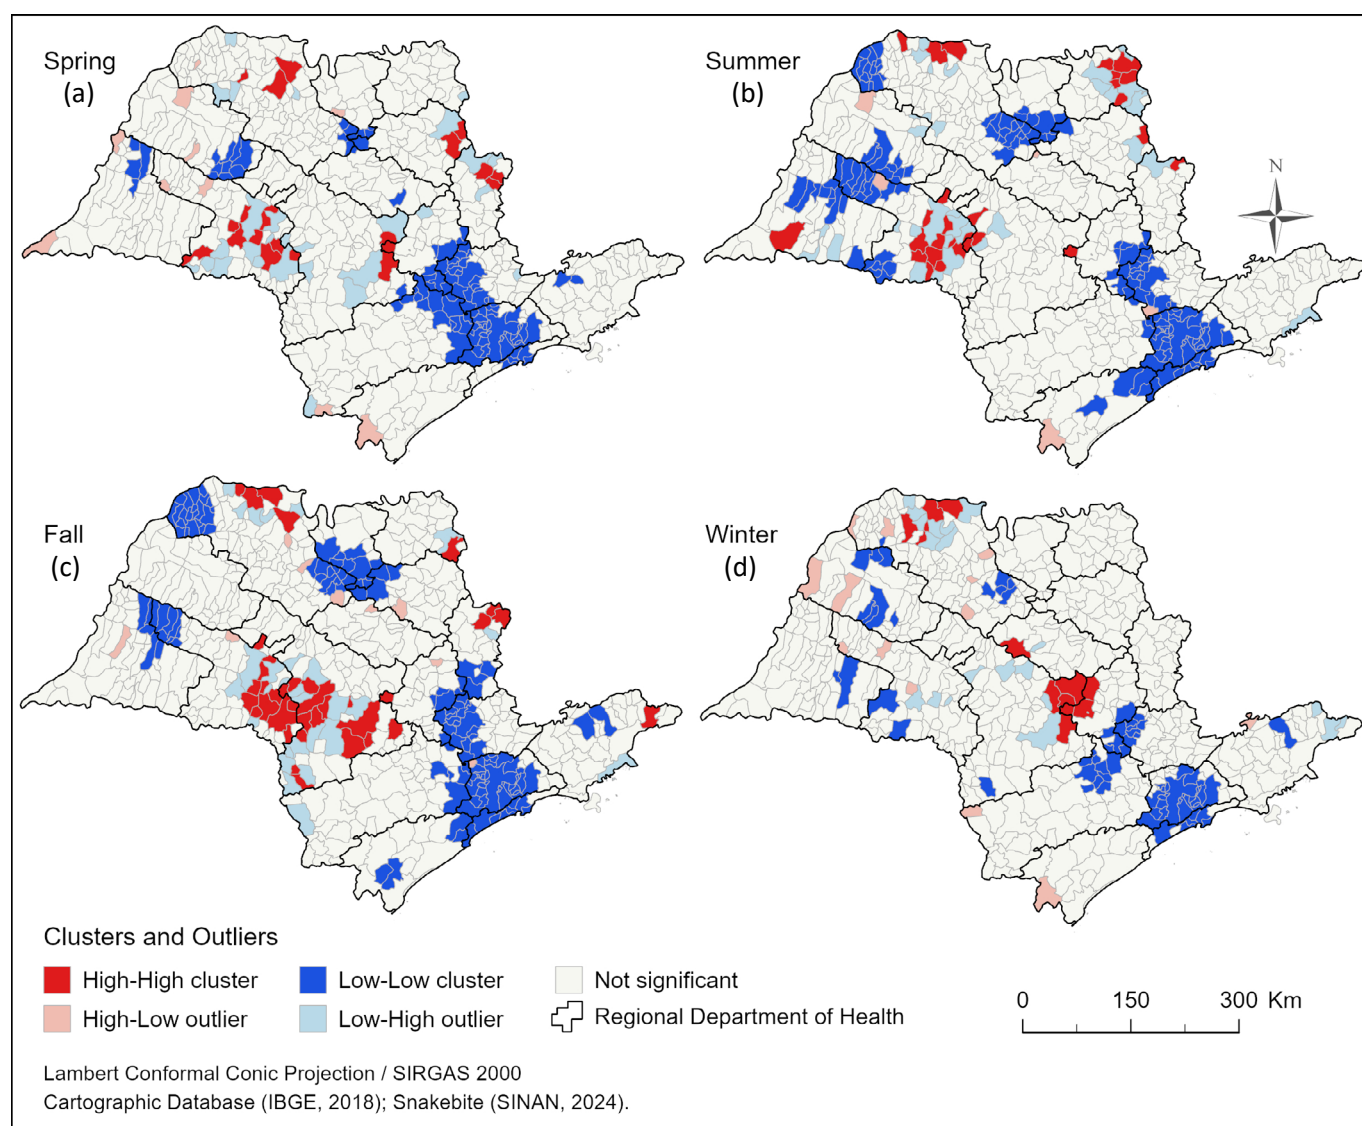 Spring
(a)
Summer
(b)
N
Fall
(c)
Winter
(d)
Clusters and Outliers
High-High cluster
Low-Low cluster
Not significant
High-Low outlier
Low-High outlier
Regional Department of Health
0 150 300 Km
Lambert Conformal Conic Projection / SIRGAS 2000
Cartographic Database (IBGE, 2018); Snakebite (SINAN, 2024).